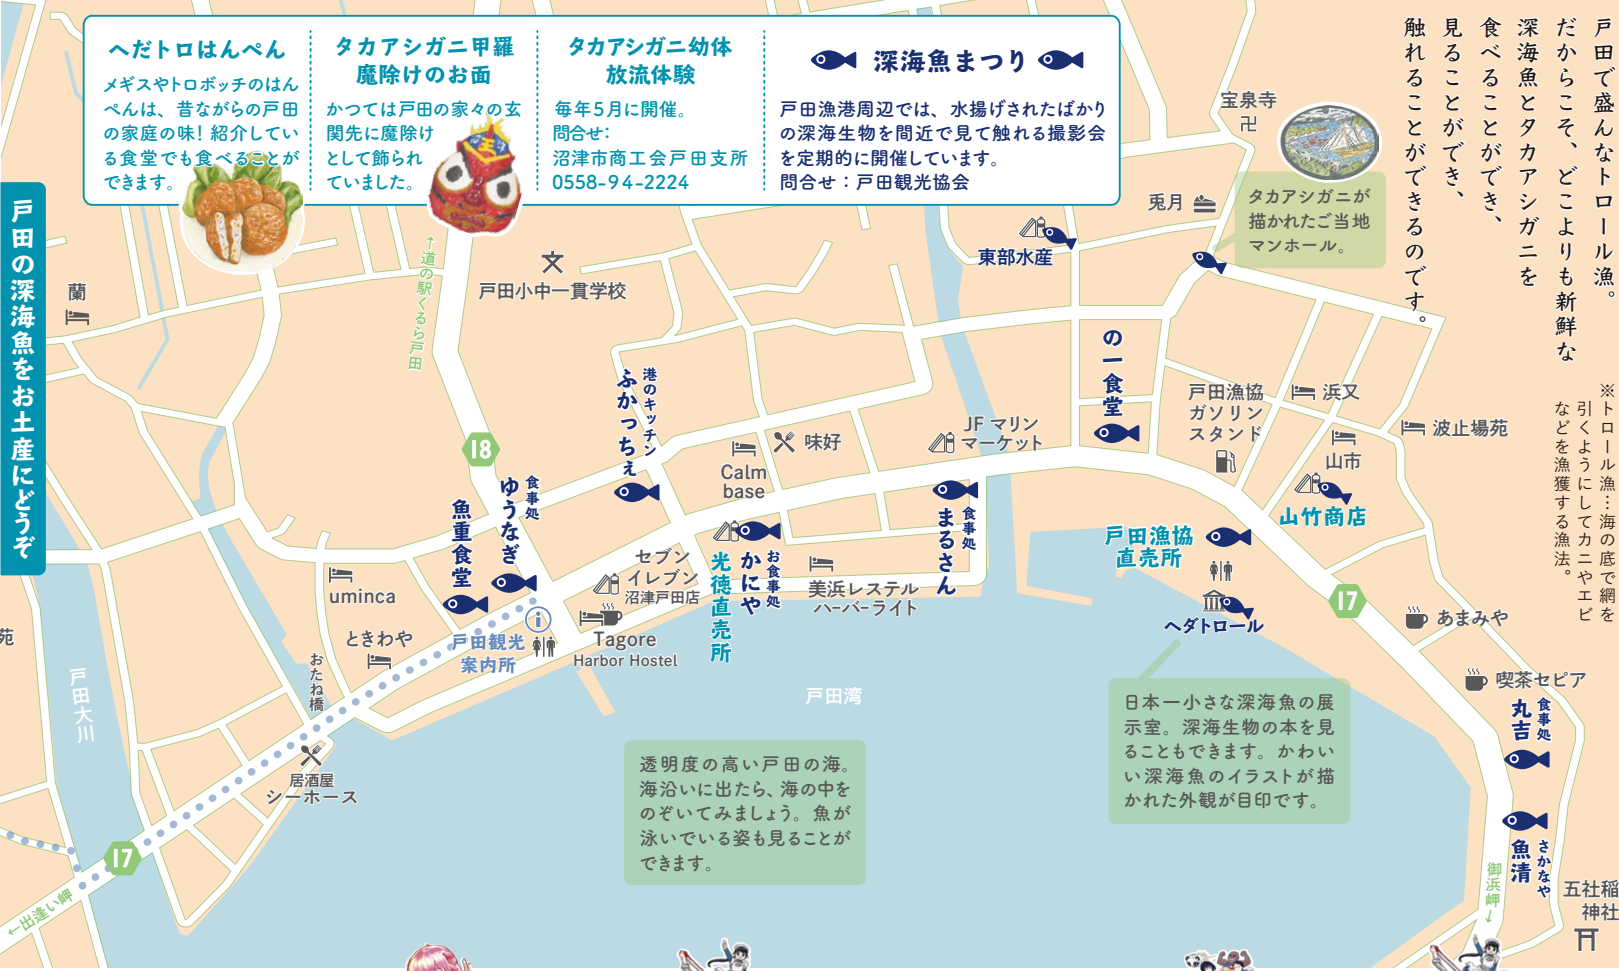 戸田で盛んなトロール漁。
だからこそ、どこよりも新鮮な
深海魚とタカアシガニを
食べることができ、
見ることができ、
触れることができるのです。
※トロール漁…海の底で網を
引くようにしてカニやエビ
などを漁獲する漁法。
へだトロはんぺん
メギスやトロボッチのはん
ぺんは、昔ながらの戸田
の家庭の味！紹介してい
る食堂でも食べることが
できます。
タカアシガニ甲羅
魔除けのお面
かつては戸田の家々の玄
関先に魔除け
として飾られ
ていました。
タカアシガニ幼体
放流体験
毎年5月に開催。
問合せ：
沼津市商工会戸田支所
0558-94-2224
深海魚まつり
戸田漁港周辺では、水揚げされたばかり
の深海生物を間近で見て触れる撮影会
を定期的に開催しています。
問合せ：戸田観光協会
戸田の深海魚をお土産にどうぞ
宝泉寺
兎月
タカアシガニが
描かれたご当地
マンホール。
東部水産
蘭
←道の駅くるら戸田
文
戸田小中一貫学校
18
港のキッチン
ふかっちぇ
食事処
ゆうなぎ
魚重食堂
Calm
base
味好
JF マリン
マーケット
の一食堂
戸田漁協
ガソリン
スタンド
浜又
波止場苑
山市
山竹商店
戸田漁協
直売所
ヘダトロール
食事処
まるさん
お食事処
かにや
光徳直売所
セブン
イレブン
沼津戸田店
美浜レステル
ハーバーライト
uminca
ときわや
戸田観光
案内所
Tagore
Harbor Hostel
おたね橋
戸田大川
苑
居酒屋
シーホース
17
←出逢い岬
戸田湾
透明度の高い戸田の海。
海沿いに出たら、海の中を
のぞいてみましょう。魚が
泳いでいる姿も見ることが
できます。
日本一小さな深海魚の展
示室。深海生物の本を見
ることもできます。かわい
い深海魚のイラストが描
かれた外観が目印です。
17
あまみや
喫茶セピア
食事処
丸吉
さかなや
魚清
御浜岬→
五社稲
神社